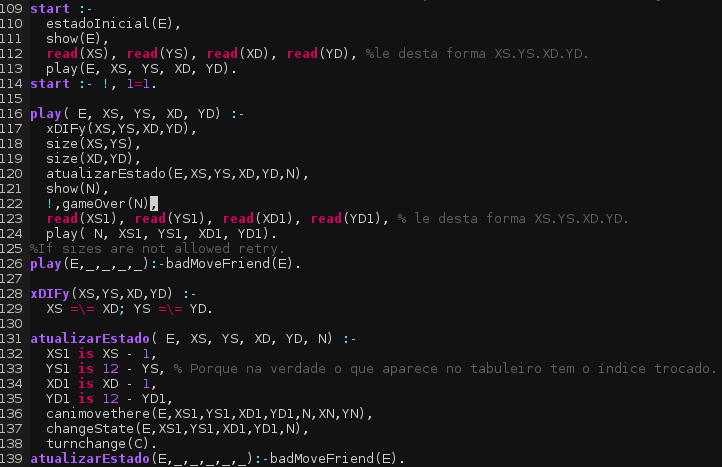 109 start :-
110   estadoInicial(E),
111   show(E),
112   read(XS), read(YS), read(XD), read(YD), %le desta forma XS.YS.XD.YD.
113   play(E, XS, YS, XD, YD).
114 start :- !, 1=1.
115
116 play( E, XS, YS, XD, YD) :-
117   xDIFy(XS,YS,XD,YD),
118   size(XS,YS),
119   size(XD,YD),
120   atualizarEstado(E,XS,YS,XD,YD,N),
121   show(N),
122   !,gameOver(N),
123   read(XS1), read(YS1), read(XD1), read(YD1), % le desta forma XS.YS.XD.YD.
124   play( N, XS1, YS1, XD1, YD1).
125 %If sizes are not allowed retry.
126 play(E,_,_,_,_):-badMoveFriend(E).
127
128 xDIFy(XS,YS,XD,YD) :-
129   XS =\= XD; YS =\= YD.
130
131 atualizarEstado( E, XS, YS, XD, YD, N) :-
132   XS1 is XS - 1,
133   YS1 is 12 - YS, % Porque na verdade o que aparece no tabuleiro tem o índice trocado.
134   XD1 is XD - 1,
135   YD1 is 12 - YD1,
136   canimovethere(E,XS1,YS1,XD1,YD1,N,XN,YN),
137   changeState(E,XS1,YS1,XD1,YD1,N),
138   turnchange(C).
139 atualizarEstado(E,_,_,_,_,_):-badMoveFriend(E).